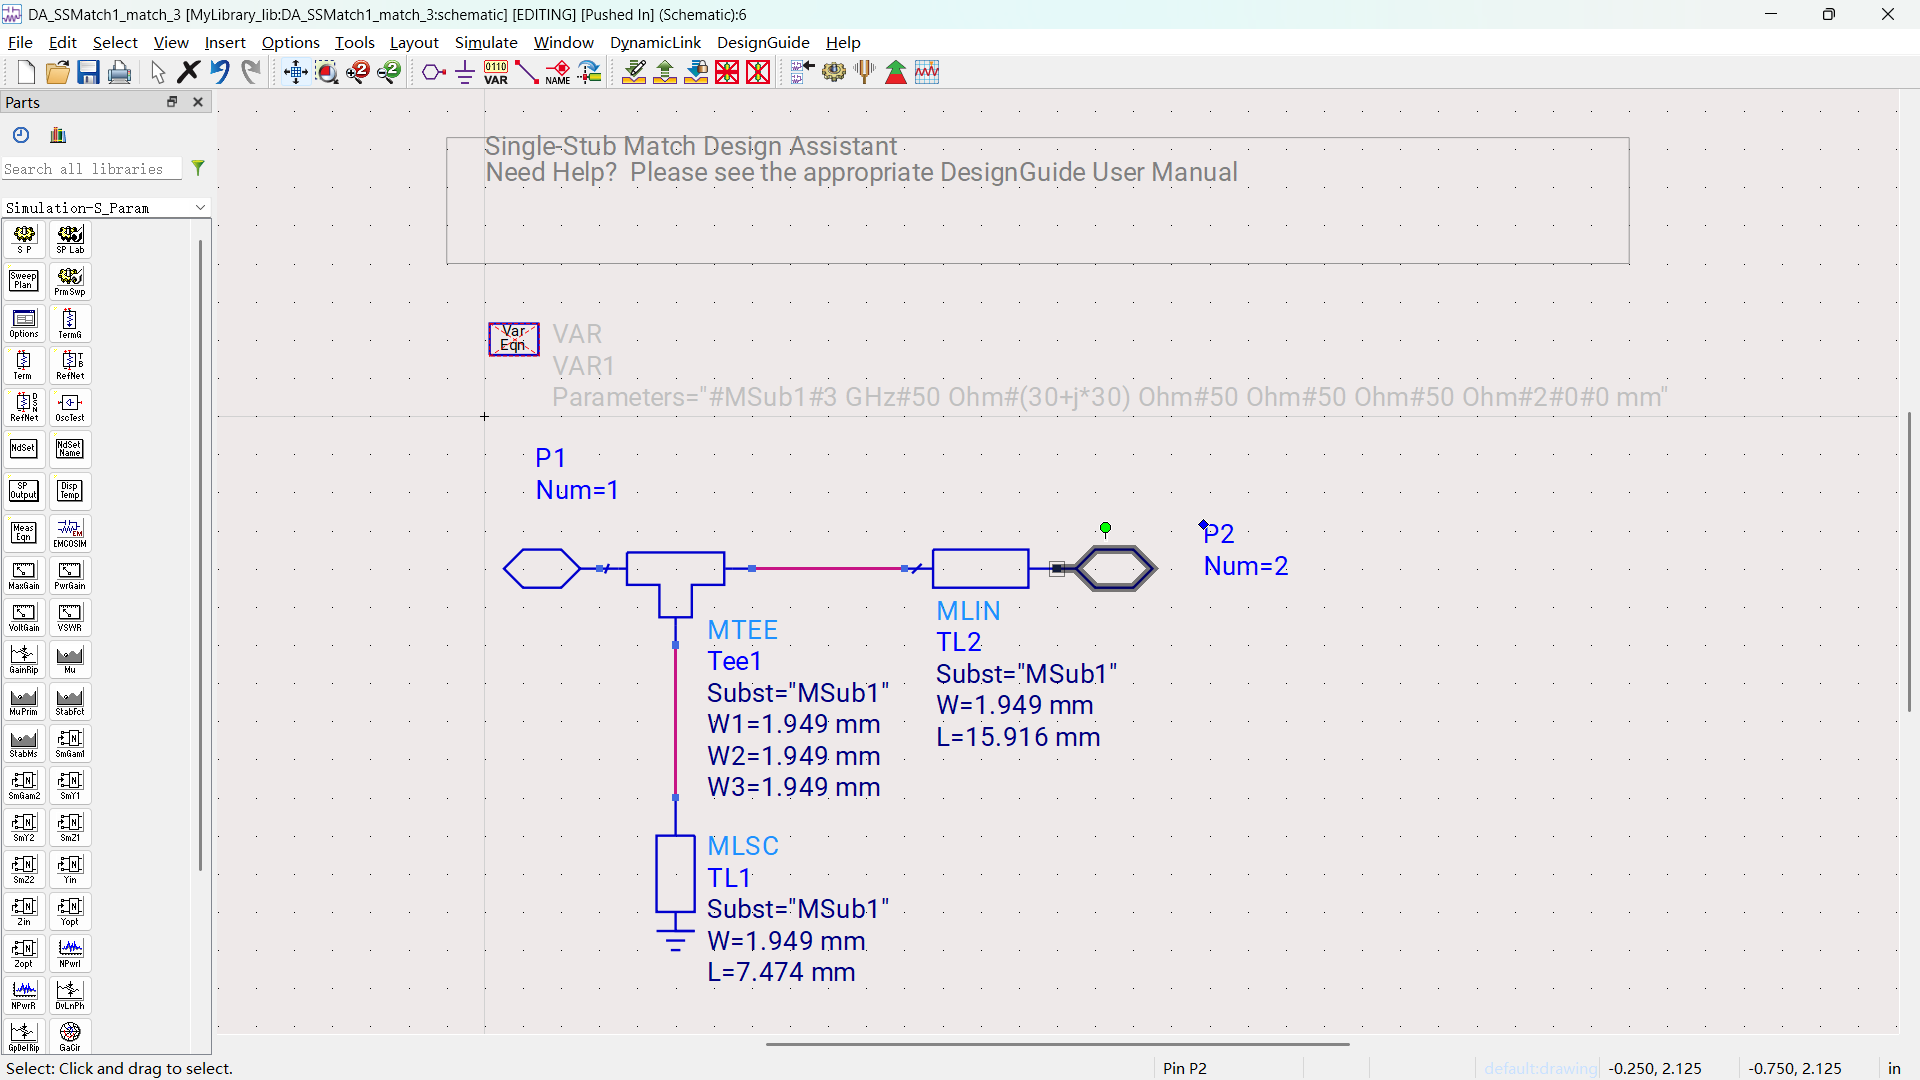 DA_SSMatch1_match_3 [MyLibrary_lib:DA_SSMatch1_match_3:schematic] [EDITING] [Pushed In] (Schematic):6
File Edit Select View Insert Options Tools Layout Simulate Window DynamicLink DesignGuide Help
0110
VAR
NAME
Parts
Search all libraries
Simulation-S_Param
S P
SP Lab
Sweep
Plan
PrmSwp
Options
TermG
Term
RefNet
RefNet
OscTest
NdSet
NdSet
Name
SP
Output
Disp
Temp
Meas
Eqn
EM
EMCOSIM
MaxGain
PwrGain
VoltGain
VSWR
GainRip
Mu
MuPrim
StabFct
StabMs
SmGam1
SmGam2
SmY1
SmY2
SmZ1
SmZ2
Yin
Zin
Yopt
Zopt
NPwrI
NPwrR
DvLnPh
GpDelRip
GaCir
Single-Stub Match Design Assistant
Need Help?  Please see the appropriate DesignGuide User Manual
Var
Eqn
VAR
VAR1
Parameters="#MSub1#3 GHz#50 Ohm#(30+j*30) Ohm#50 Ohm#50 Ohm#50 Ohm#2#0#0 mm"
P1
Num=1
P2
Num=2
MTEE
Tee1
Subst="MSub1"
W1=1.949 mm
W2=1.949 mm
W3=1.949 mm
MLIN
TL2
Subst="MSub1"
W=1.949 mm
L=15.916 mm
MLSC
TL1
Subst="MSub1"
W=1.949 mm
L=7.474 mm
Select: Click and drag to select.
Pin P2
default:drawing
-0.250, 2.125
-0.750, 2.125
in